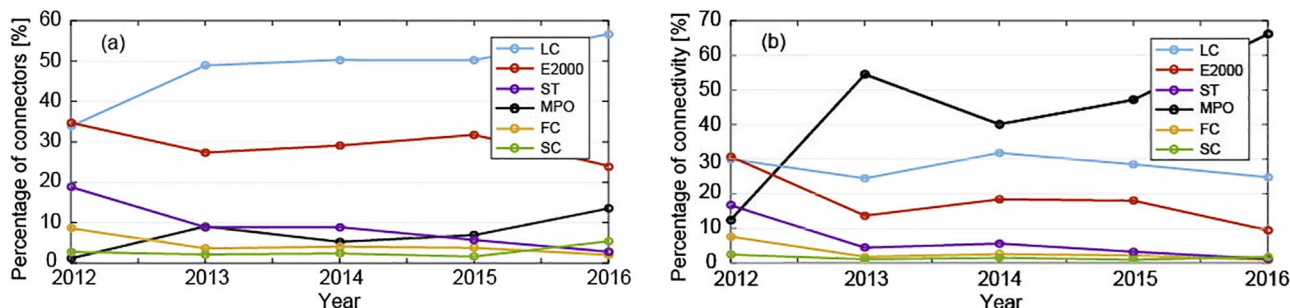 (a)
Percentage of connectors [%]
60
50
40
30
20
10
0
LC
E2000
ST
MPO
FC
SC
2012 2013 2014 2015 2016
Year
(b)
Percentage of connectivity [%]
70
60
50
40
30
20
10
0
LC
E2000
ST
MPO
FC
SC
2012 2013 2014 2015 2016
Year